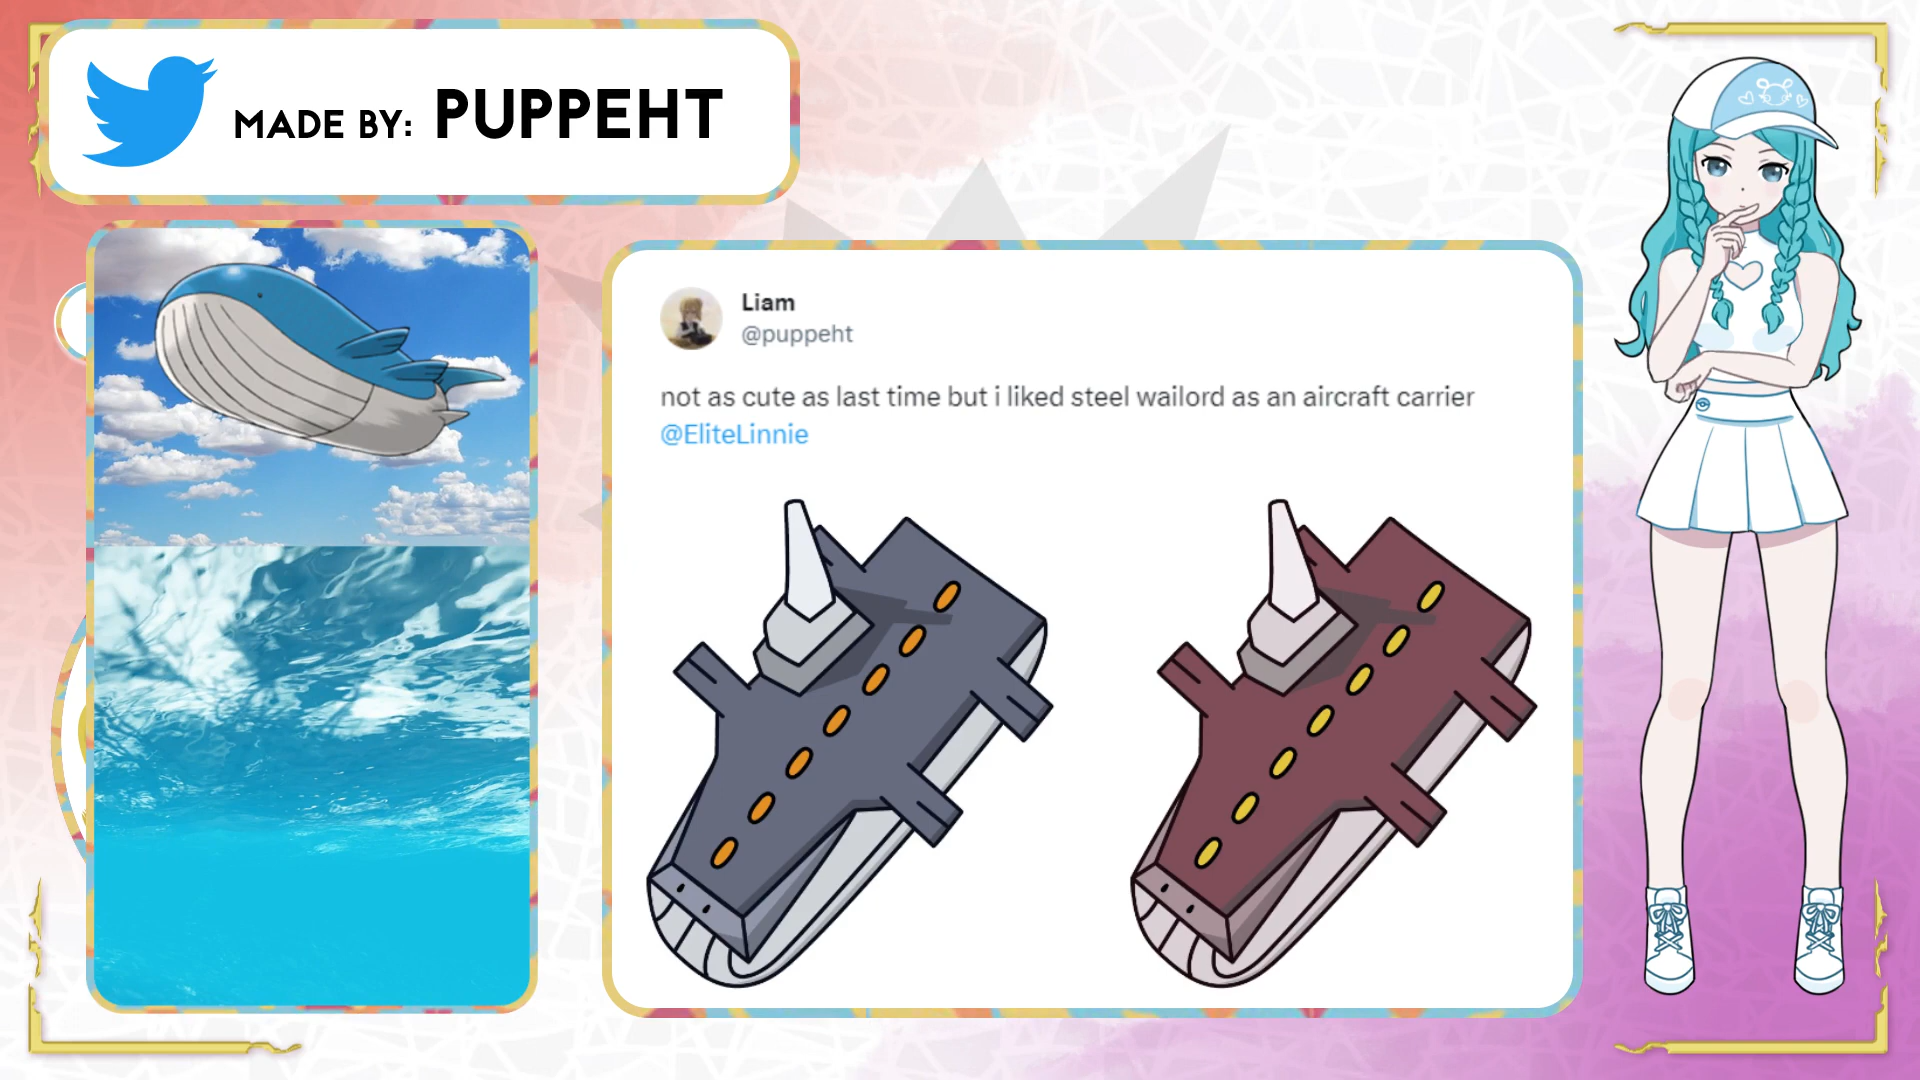 MADE BY: PUPPEHT
Liam
@puppeht
not as cute as last time but i liked steel wailord as an aircraft carrier
@EliteLinnie